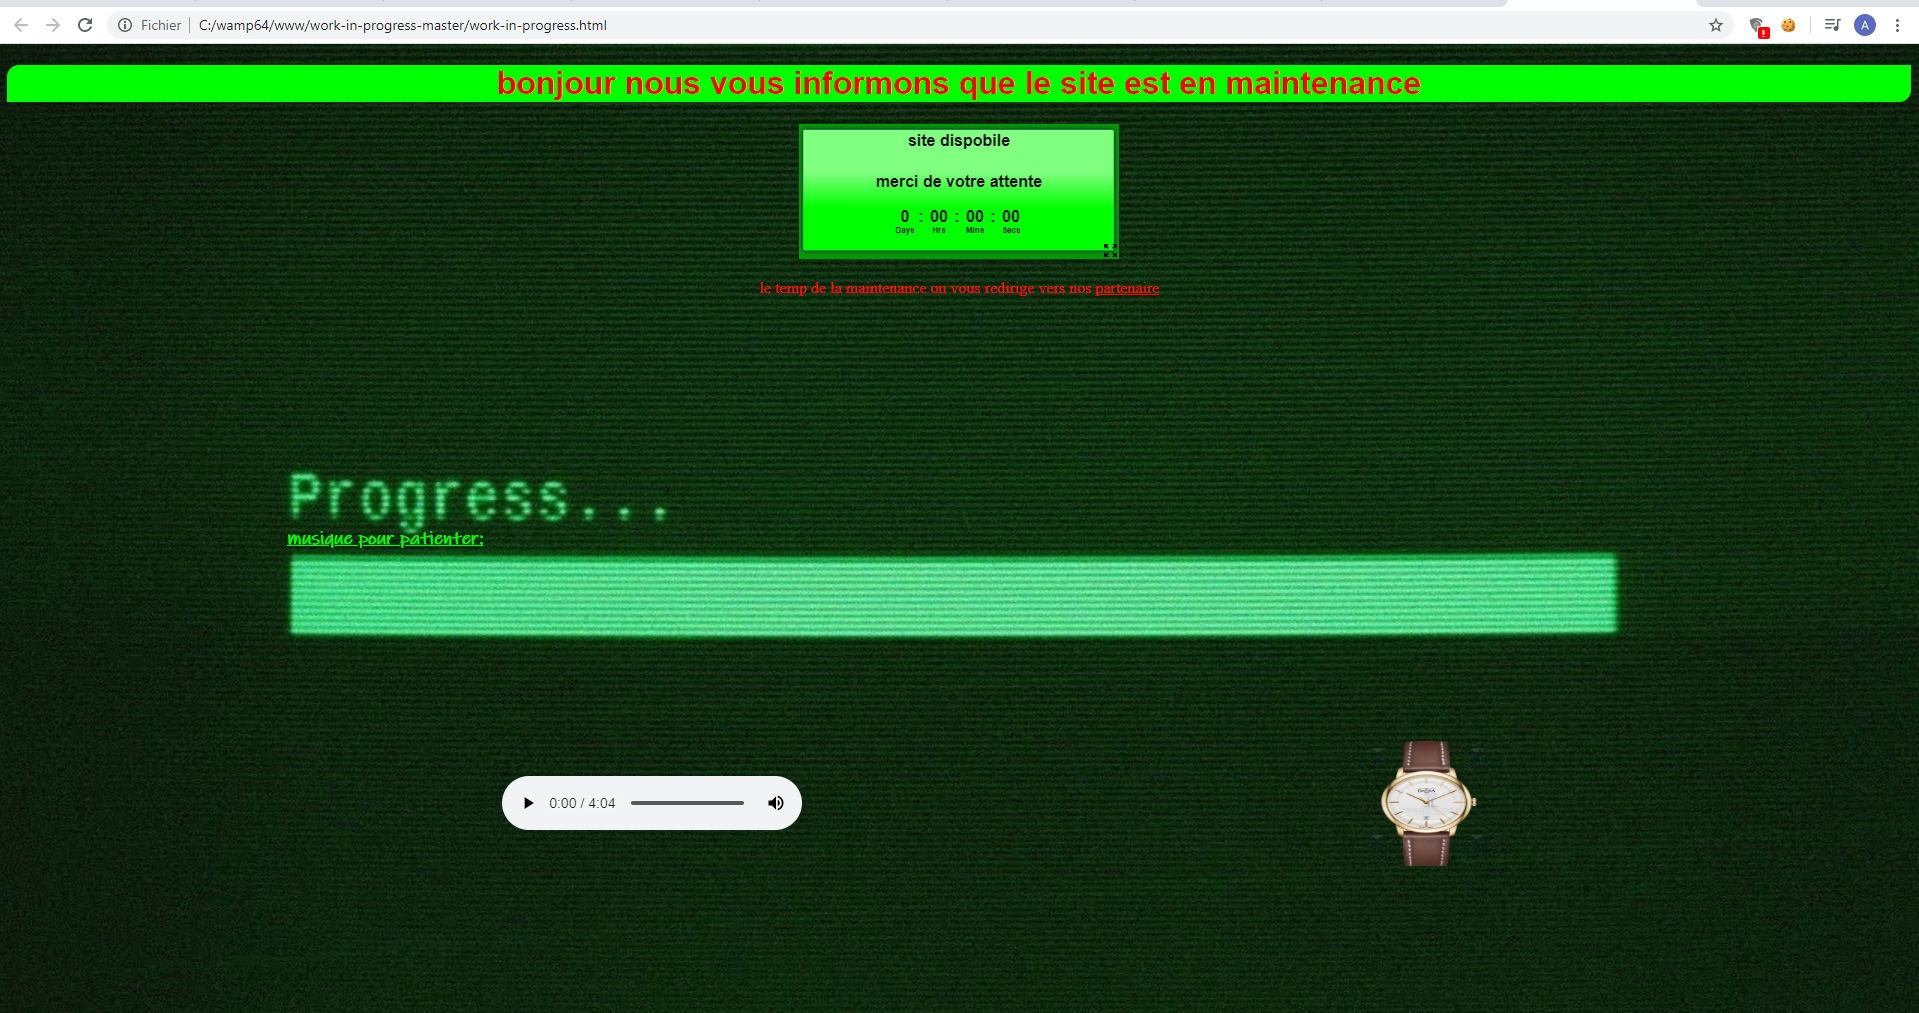 Fichier C:/wamp64/www/work-in-progress-master/work-in-progress.html
A
bonjour nous vous informons que le site est en maintenance
site dispobile
merci de votre attente
0 : 00 : 00 : 00
Days Hrs Mins Secs
le temp de la maintenance on vous redirige vers nos partenaire
Progress...
musique pour patienter:
0:00 / 4:04